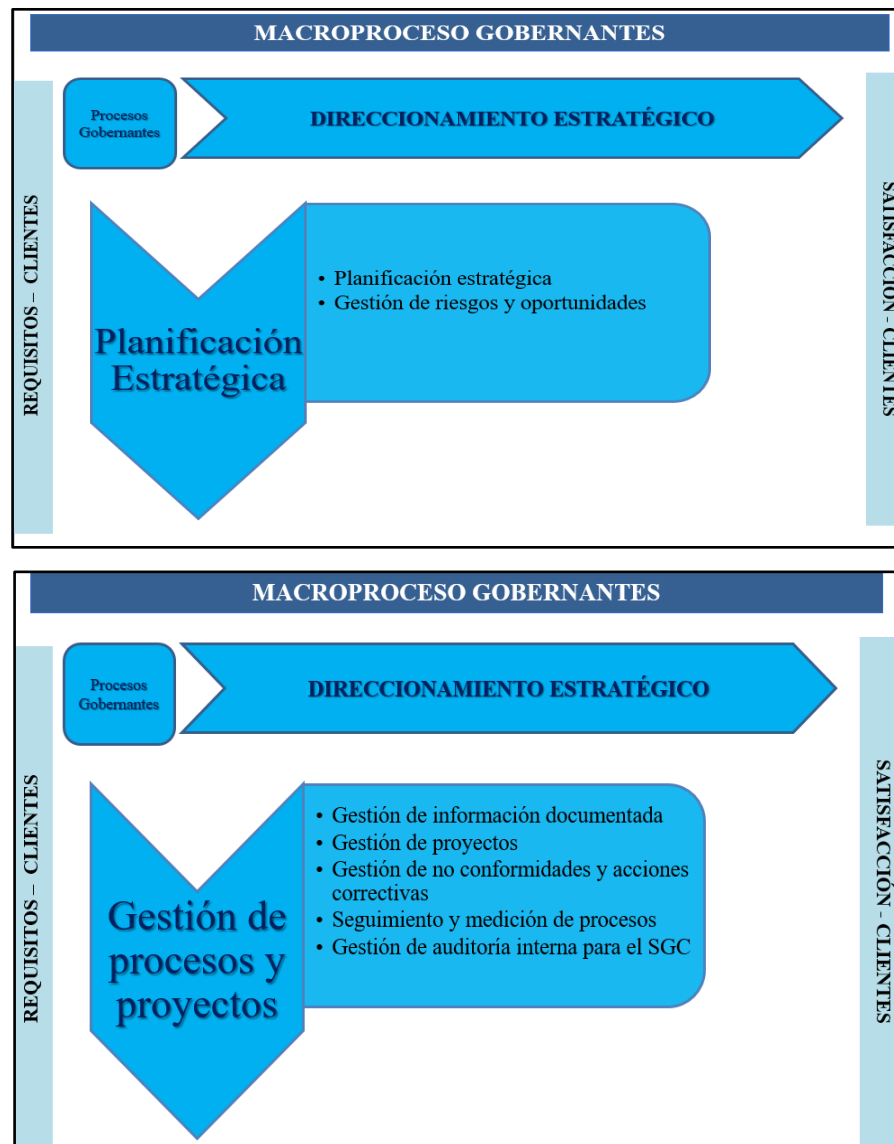 MACROPROCESO GOBERNANTES
REQUISITOS – CLIENTES
Procesos
Gobernantes
DIRECCIONAMIENTO ESTRATÉGICO
Planificación
Estratégica
• Planificación estratégica
• Gestión de riesgos y oportunidades
SATISFACCIÓN - CLIENTES
MACROPROCESO GOBERNANTES
REQUISITOS – CLIENTES
Procesos
Gobernantes
DIRECCIONAMIENTO ESTRATÉGICO
Gestión de
procesos y
proyectos
• Gestión de información documentada
• Gestión de proyectos
• Gestión de no conformidades y acciones
correctivas
• Seguimiento y medición de procesos
• Gestión de auditoría interna para el SGC
SATISFACCIÓN - CLIENTES